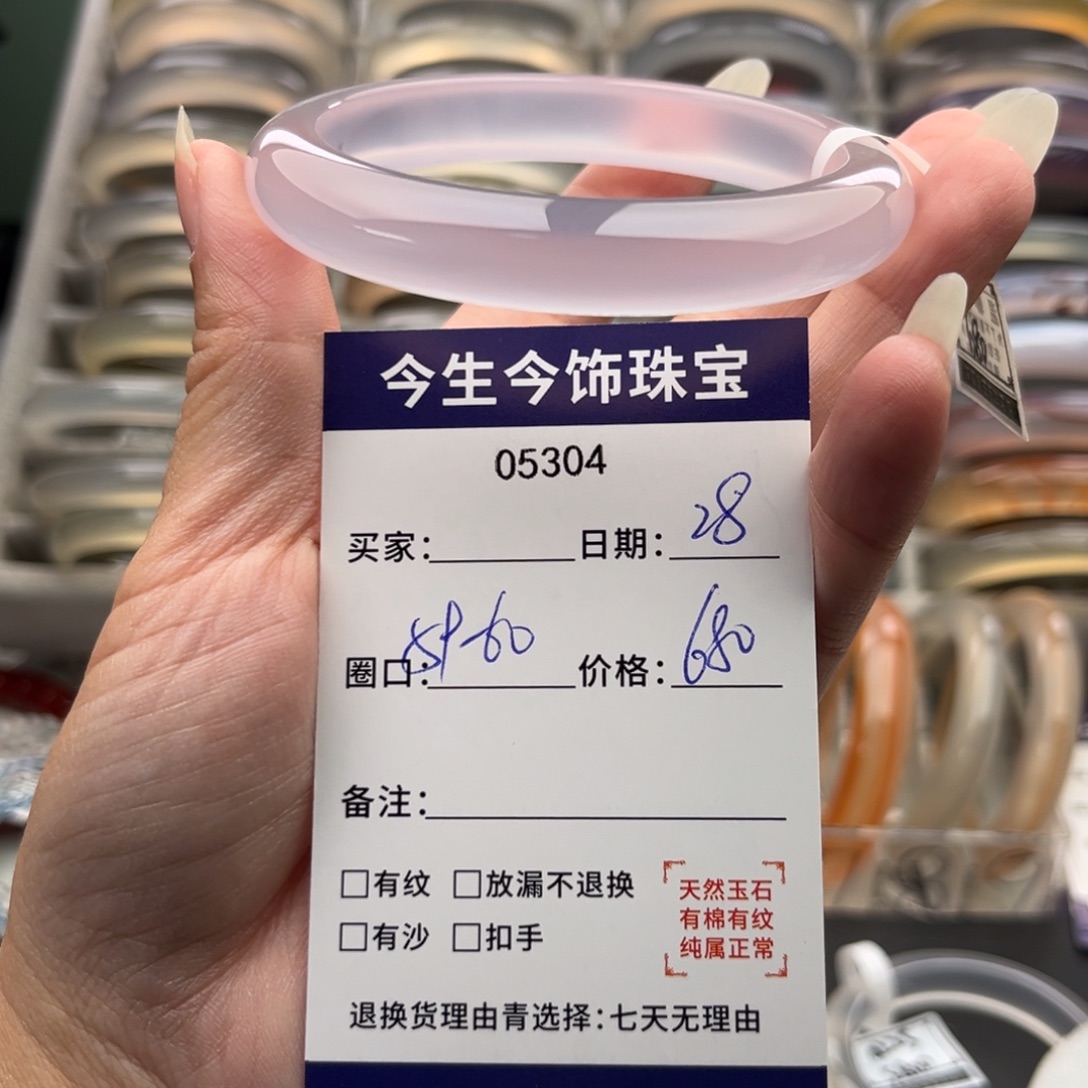 今生今饰珠宝
05304
买家：
日期：28
圈口：59-60
价格：680
备注：
□有纹 □放漏不退换
□有沙 □扣手
天然玉石
有棉有纹
纯属正常
退换货理由青选择：七天无理由